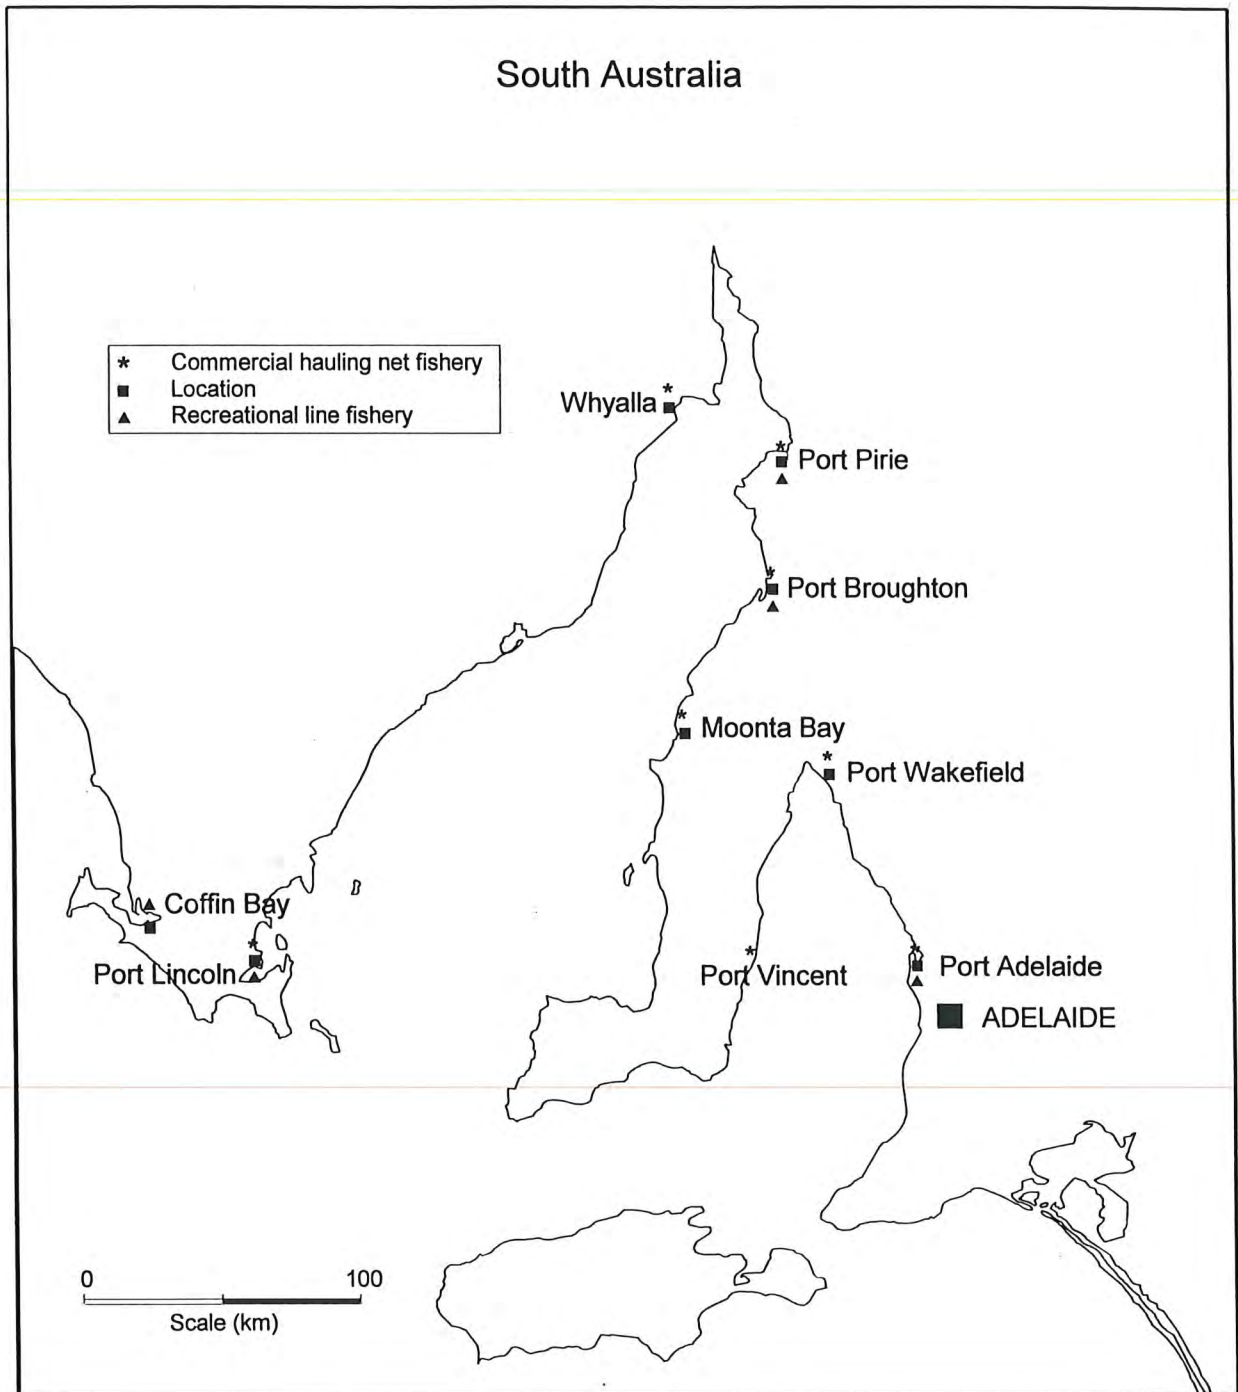 South Australia
* Commercial hauling net fishery
■ Location
▲ Recreational line fishery
Whyalla
Port Pirie
Port Broughton
Moonta Bay
Port Wakefield
Coffin Bay
Port Lincoln
Port Vincent
Port Adelaide
ADELAIDE
0 100
Scale (km)